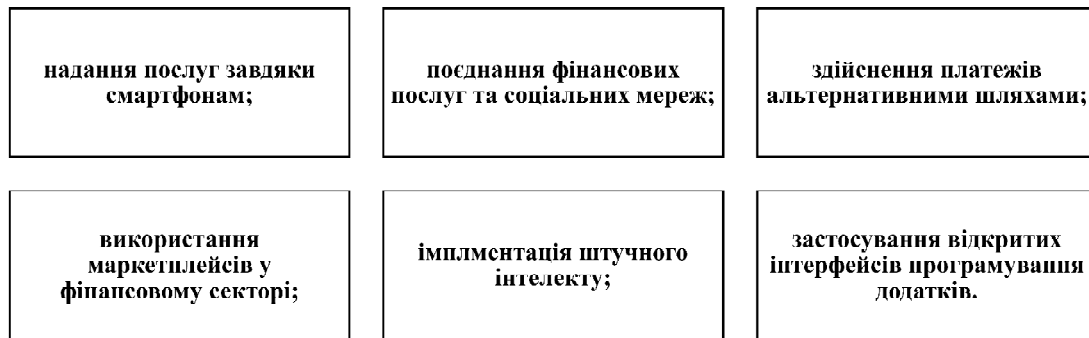 надання послуг завдяки
смартфонам;
поєднання фінансових
послуг та соціальних мереж;
здійснення платежів
альтернативними шляхами;
використання
маркетплейсів у
фінансовому секторі;
імплментація штучного
інтелекту;
застосування відкритих
інтерфейсів програмування
додатків.